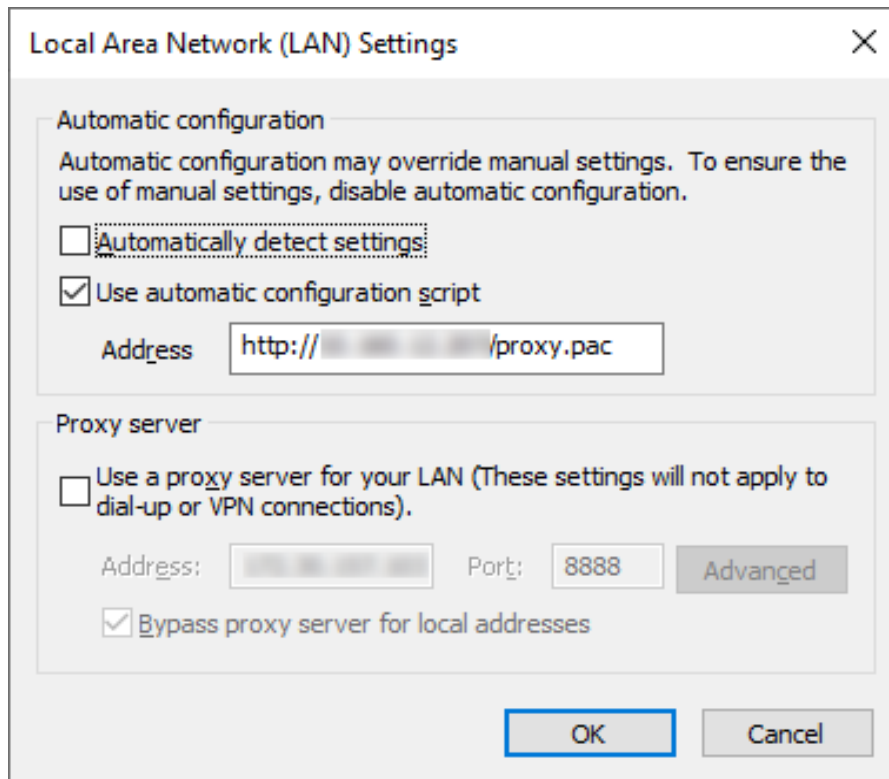 Local Area Network (LAN) Settings
Automatic configuration
Automatic configuration may override manual settings.  To ensure the
use of manual settings, disable automatic configuration.
Automatically detect settings
Use automatic configuration script
Address http:// /proxy.pac
Proxy server
Use a proxy server for your LAN (These settings will not apply to
dial-up or VPN connections).
Address: Port: 8888 Advanced
Bypass proxy server for local addresses
OK Cancel